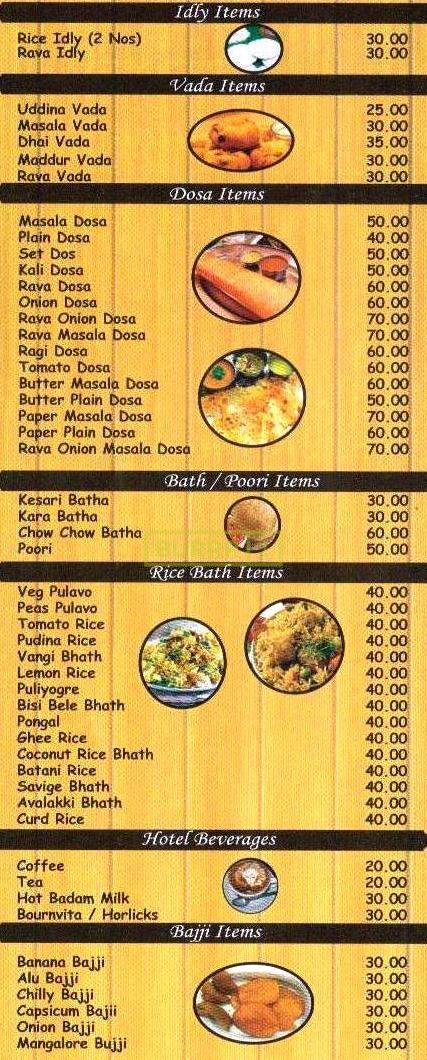 Idly Items
Rice Idly (2 Nos) 30.00
Rava Idly 30.00
Vada Items
Uddina Vada 25.00
Masala Vada 30.00
Dhai Vada 35.00
Maddur Vada 30.00
Rava Vada 30.00
Dosa Items
Masala Dosa 50.00
Plain Dosa 40.00
Set Dos 50.00
Kali Dosa 50.00
Rava Dosa 60.00
Onion Dosa 60.00
Rava Onion Dosa 70.00
Rava Masala Dosa 70.00
Ragi Dosa 60.00
Tomato Dosa 60.00
Butter Masala Dosa 60.00
Butter Plain Dosa 50.00
Paper Masala Dosa 70.00
Paper Plain Dosa 60.00
Rava Onion Masala Dosa 70.00
Bath / Poori Items
Kesari Batha 30.00
Kara Batha 30.00
Chow Chow Batha 60.00
Poori 50.00
Rice Bath Items
Veg Pulavo 40.00
Peas Pulavo 40.00
Tomato Rice 40.00
Pudina Rice 40.00
Vangi Bhath 40.00
Lemon Rice 40.00
Puliyogre 40.00
Bisi Bele Bhath 40.00
Pongal 40.00
Ghee Rice 40.00
Coconut Rice Bhath 40.00
Batani Rice 40.00
Savige Bhath 40.00
Avalakki Bhath 40.00
Curd Rice 40.00
Hotel Beverages
Coffee 20.00
Tea 20.00
Hot Badam Milk 30.00
Bournvita / Horlicks 30.00
Bajji Items
Banana Bajji 30.00
Alu Bajji 30.00
Chilly Bajji 30.00
Capsicum Bajii 30.00
Onion Bajji 30.00
Mangalore Bujji 30.00